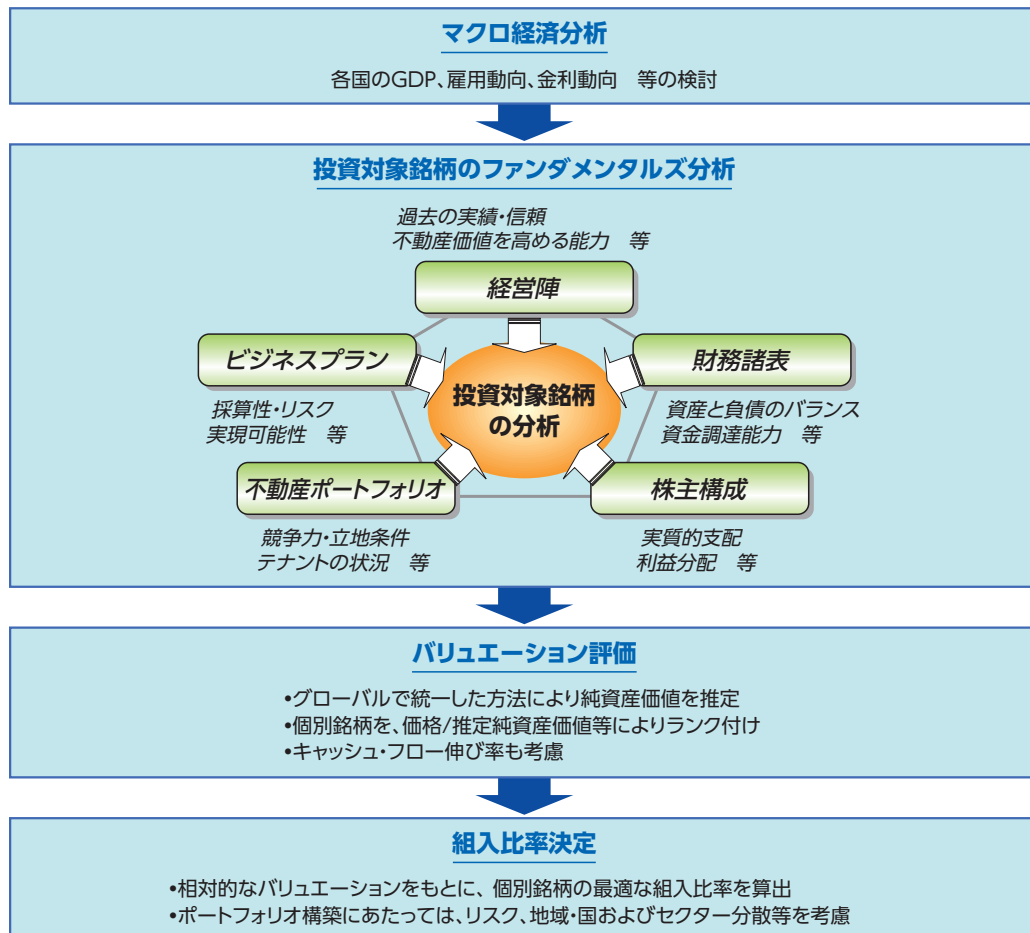 マクロ経済分析
各国のGDP、雇用動向、金利動向　等の検討
投資対象銘柄のファンダメンタルズ分析
過去の実績・信頼
不動産価値を高める能力　等
経営陣
ビジネスプラン
採算性・リスク
実現可能性　等
財務諸表
資産と負債のバランス
資金調達能力　等
投資対象銘柄
の分析
不動産ポートフォリオ
競争力・立地条件
テナントの状況　等
株主構成
実質的支配
利益分配　等
バリュエーション評価
•グローバルで統一した方法により純資産価値を推定
•個別銘柄を、価格/推定純資産価値等によりランク付け
•キャッシュ・フロー伸び率も考慮
組入比率決定
•相対的なバリュエーションをもとに、個別銘柄の最適な組入比率を算出
•ポートフォリオ構築にあたっては、リスク、地域・国およびセクター分散等を考慮